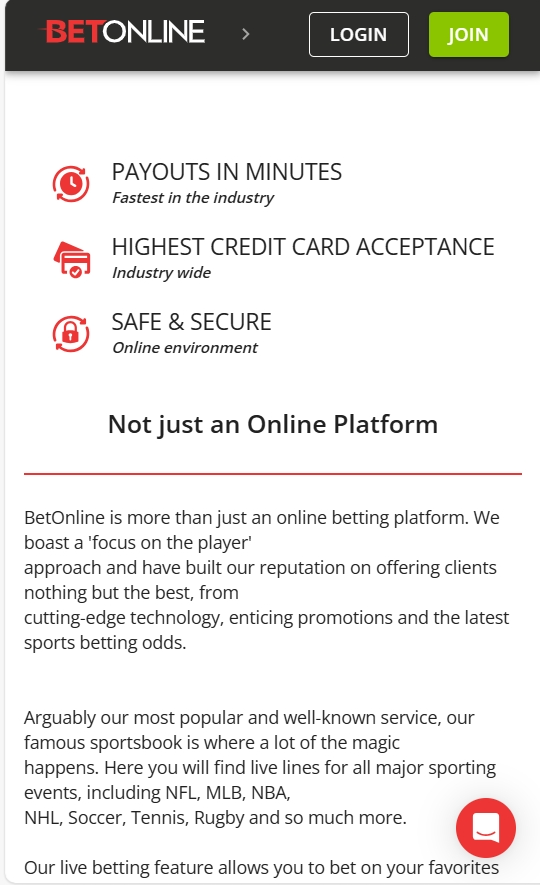 BETONLINE
LOGIN
JOIN
PAYOUTS IN MINUTES
Fastest in the industry
HIGHEST CREDIT CARD ACCEPTANCE
Industry wide
SAFE & SECURE
Online environment
Not just an Online Platform
BetOnline is more than just an online betting platform. We
boast a 'focus on the player'
approach and have built our reputation on offering clients
nothing but the best, from
cutting-edge technology, enticing promotions and the latest
sports betting odds.
Arguably our most popular and well-known service, our
famous sportsbook is where a lot of the magic
happens. Here you will find live lines for all major sporting
events, including NFL, MLB, NBA,
NHL, Soccer, Tennis, Rugby and so much more.
Our live betting feature allows you to bet on your favorites